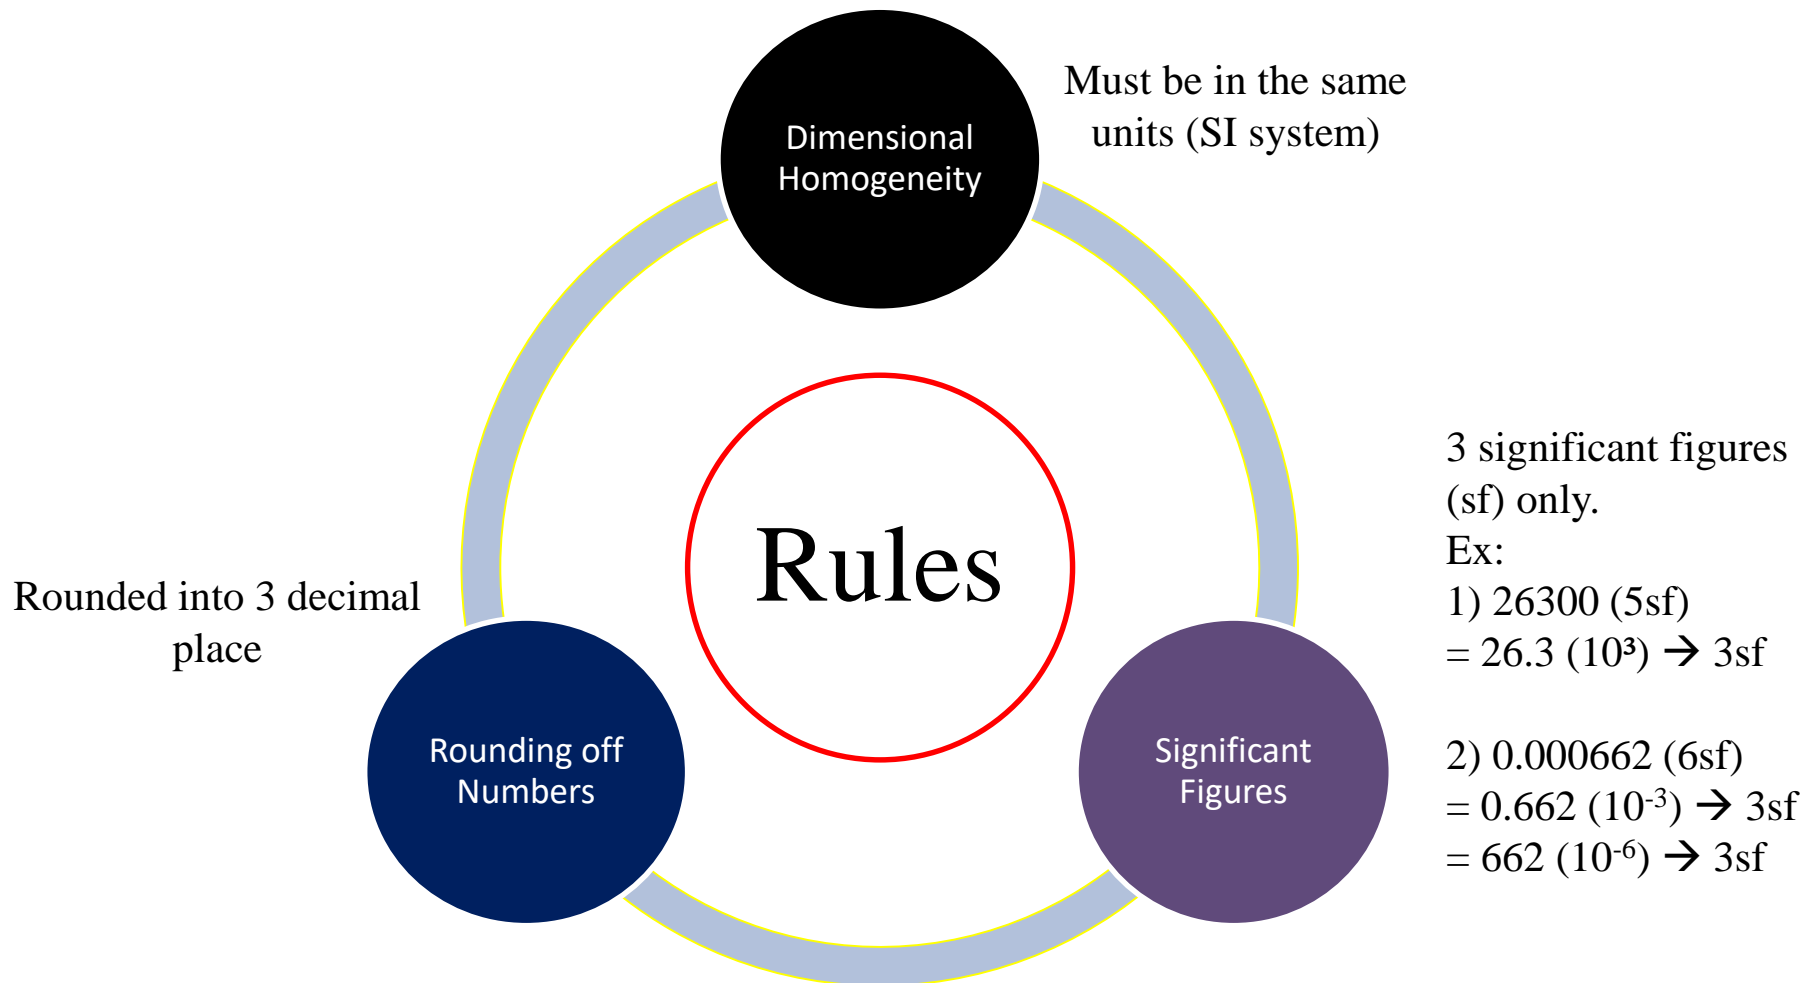 Dimensional
Homogeneity
Must be in the same
units (SI system)
Rules
3 significant figures
(sf) only.
Ex:
1) 26300 (5sf)
= 26.3 (10³) → 3sf
2) 0.000662 (6sf)
= 0.662 (10⁻³) → 3sf
= 662 (10⁻⁶) → 3sf
Significant
Figures
Rounded into 3 decimal
place
Rounding off
Numbers